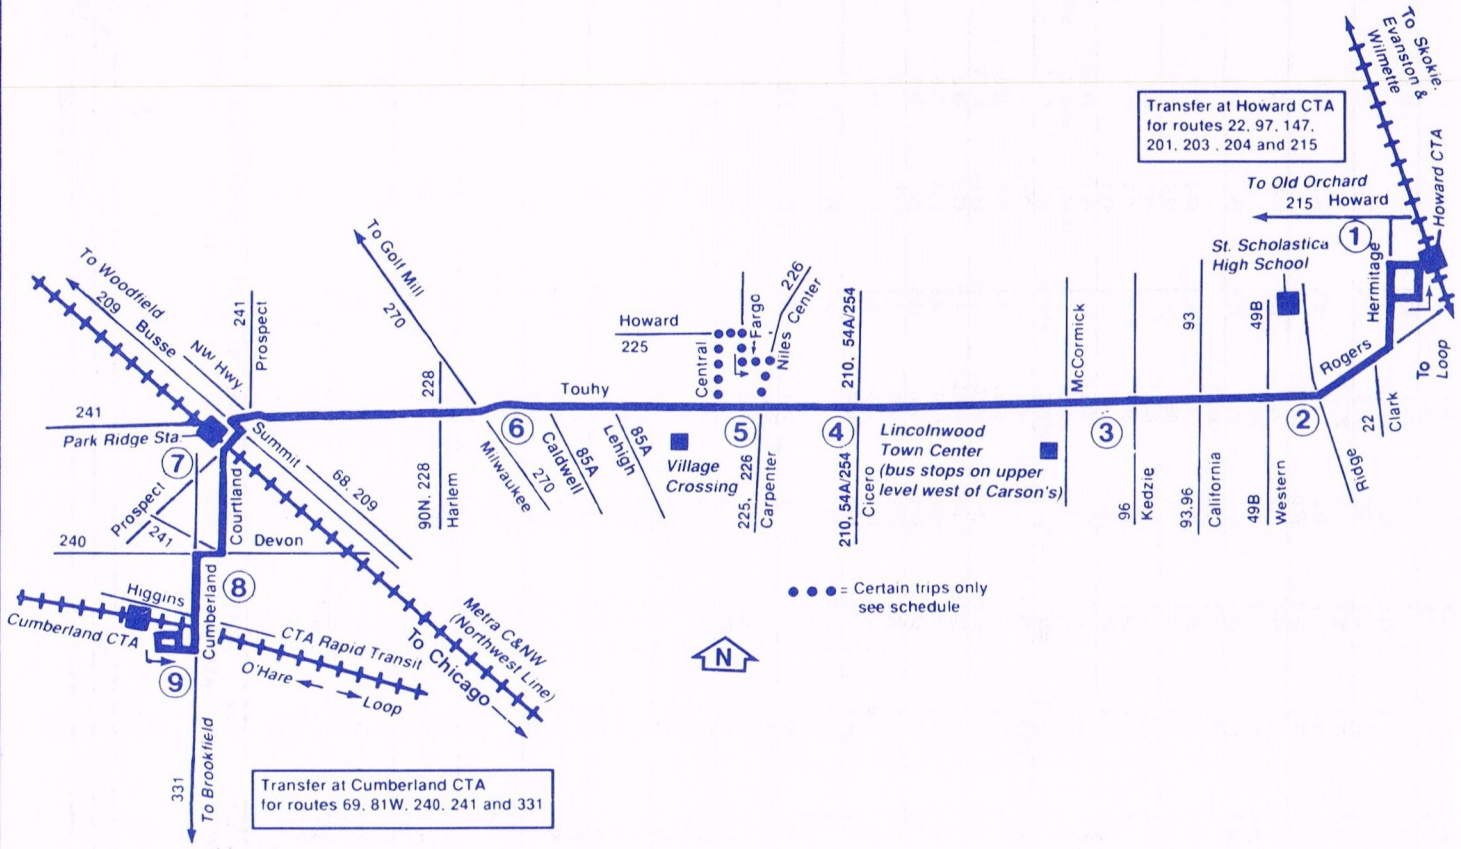 To Skokie.
Evanston &
Wilmette
Transfer at Howard CTA
for routes 22. 97. 147.
201. 203 . 204 and 215
Howard CTA
To Old Orchard
215 Howard
1
St. Scholastica
High School
Hermitage
To
Loop
Rogers
22
Clark
Ridge
2
49B
49B
Western
93
93.96
California
96
Kedzie
3
McCormick
Lincolnwood
Town Center
(bus stops on upper
level west of Carson's)
210, 54A/254
210, 54A/254
Cicero
4
226
Niles Center
Fargo
Central
Howard
225
5
225, 226
Carpenter
Village
Crossing
Touhy
85A
Lehigh
85A
Caldwell
6
270
Milwaukee
To Golf Mill
270
228
90N, 228
Harlem
241
Prospect
To Woodfield
209
Busse
NW Hwy.
241
Park Ridge Sta.
7
Summit
68, 209
Prospect
241
Courtland
240
Devon
8
Cumberland
Higgins
Cumberland CTA
9
CTA Rapid Transit
O'Hare
Loop
Metra C&NW
(Northwest Line)
To Chicago
331
To Brookfield
= Certain trips only
see schedule
N
Transfer at Cumberland CTA
for routes 69. 81W. 240. 241 and 331